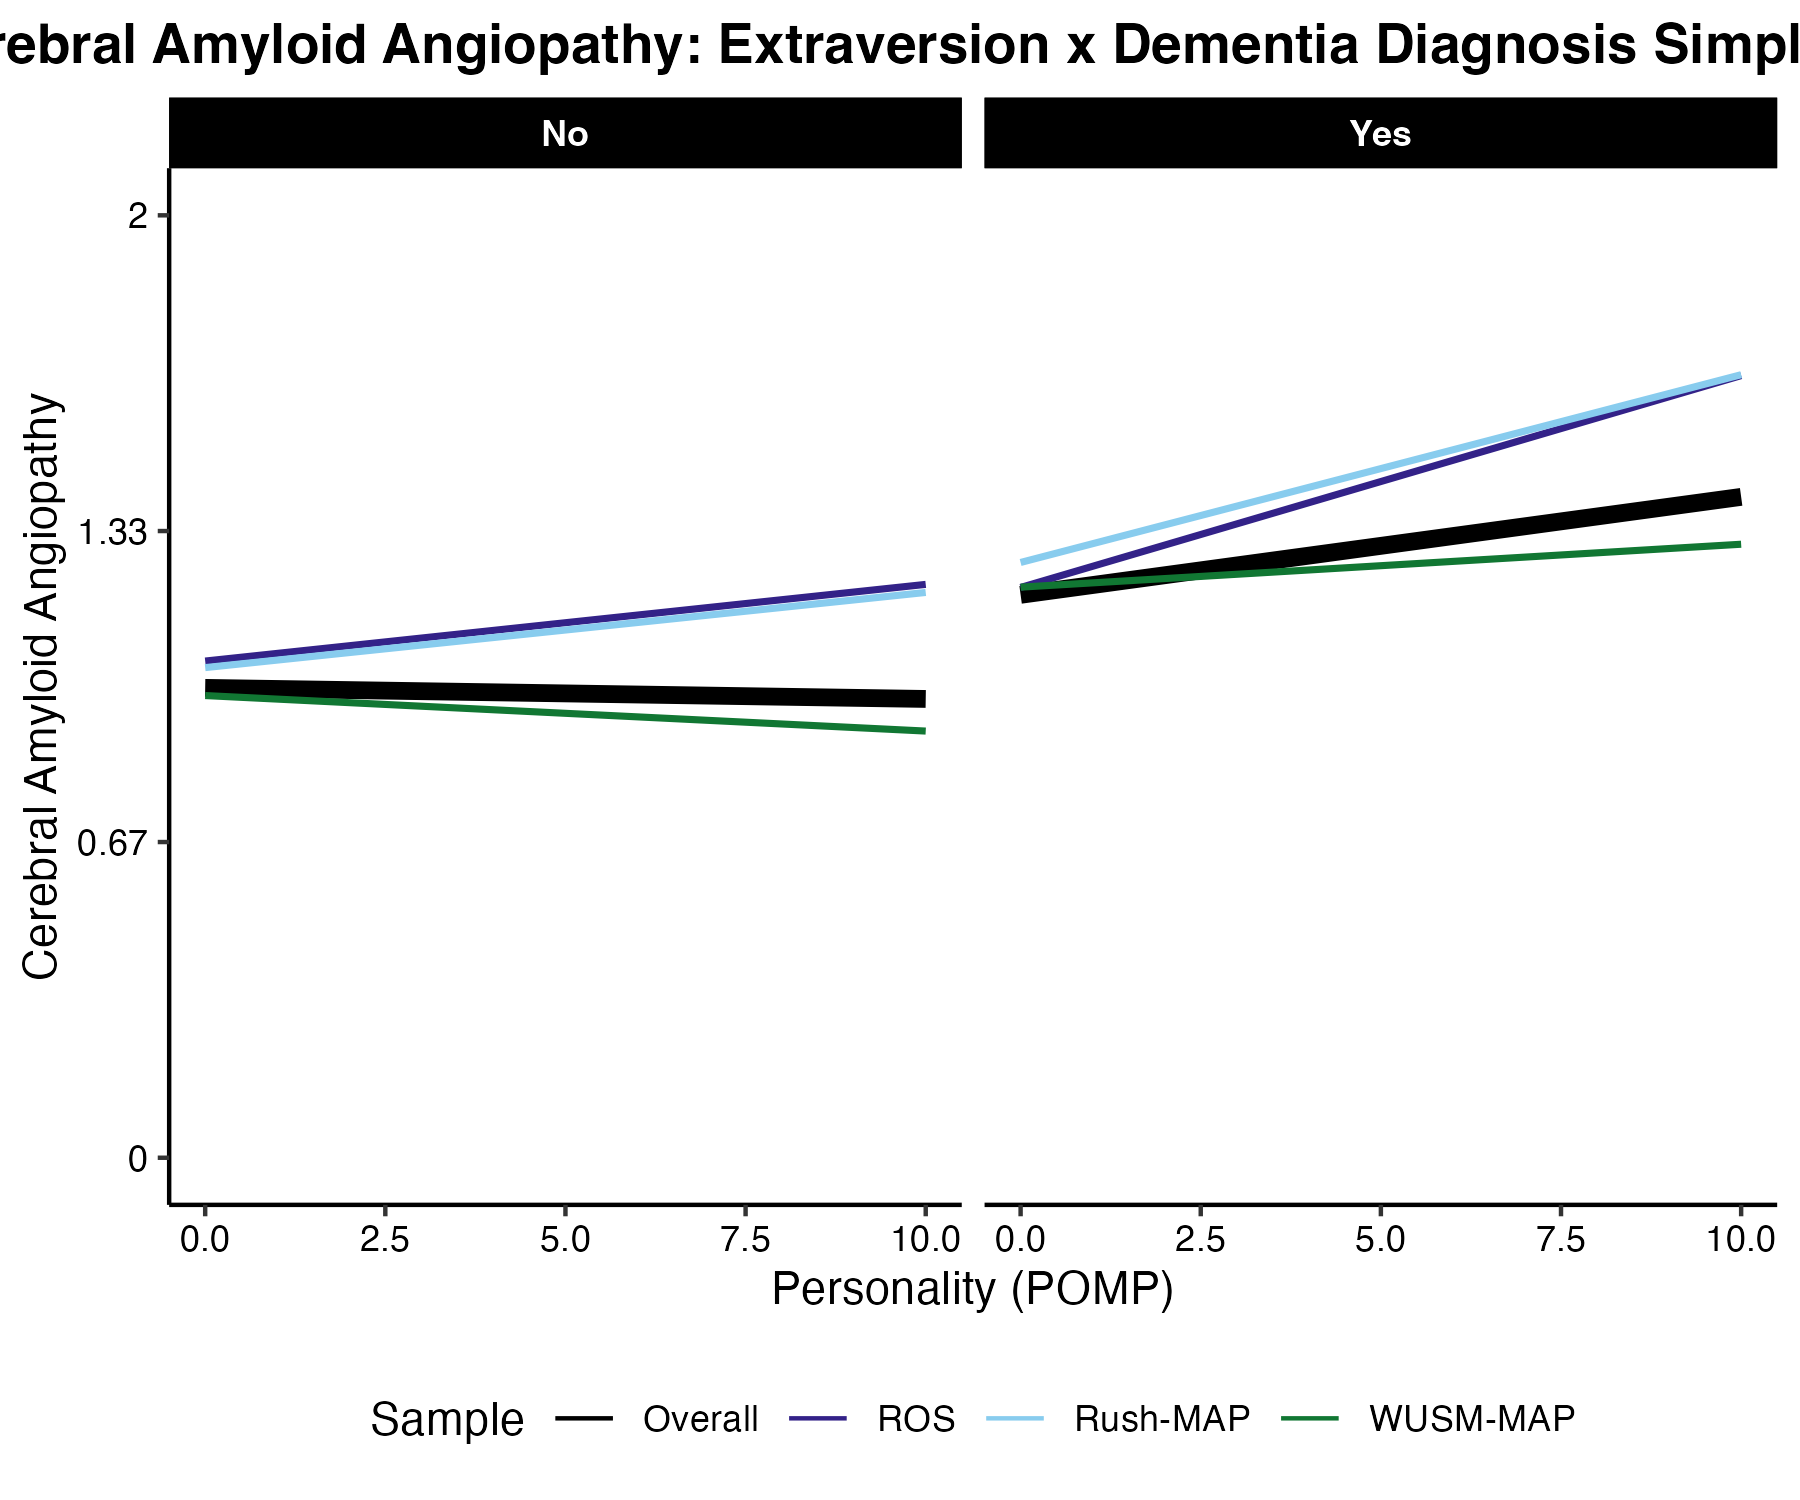 rebral Amyloid Angiopathy: Extraversion x Dementia Diagnosis Simpl
No Yes
Cerebral Amyloid Angiopathy
2
1.33
0.67
0
0.0 2.5 5.0 7.5 10.0 0.0 2.5 5.0 7.5 10.0
Personality (POMP)
Sample Overall ROS Rush-MAP WUSM-MAP